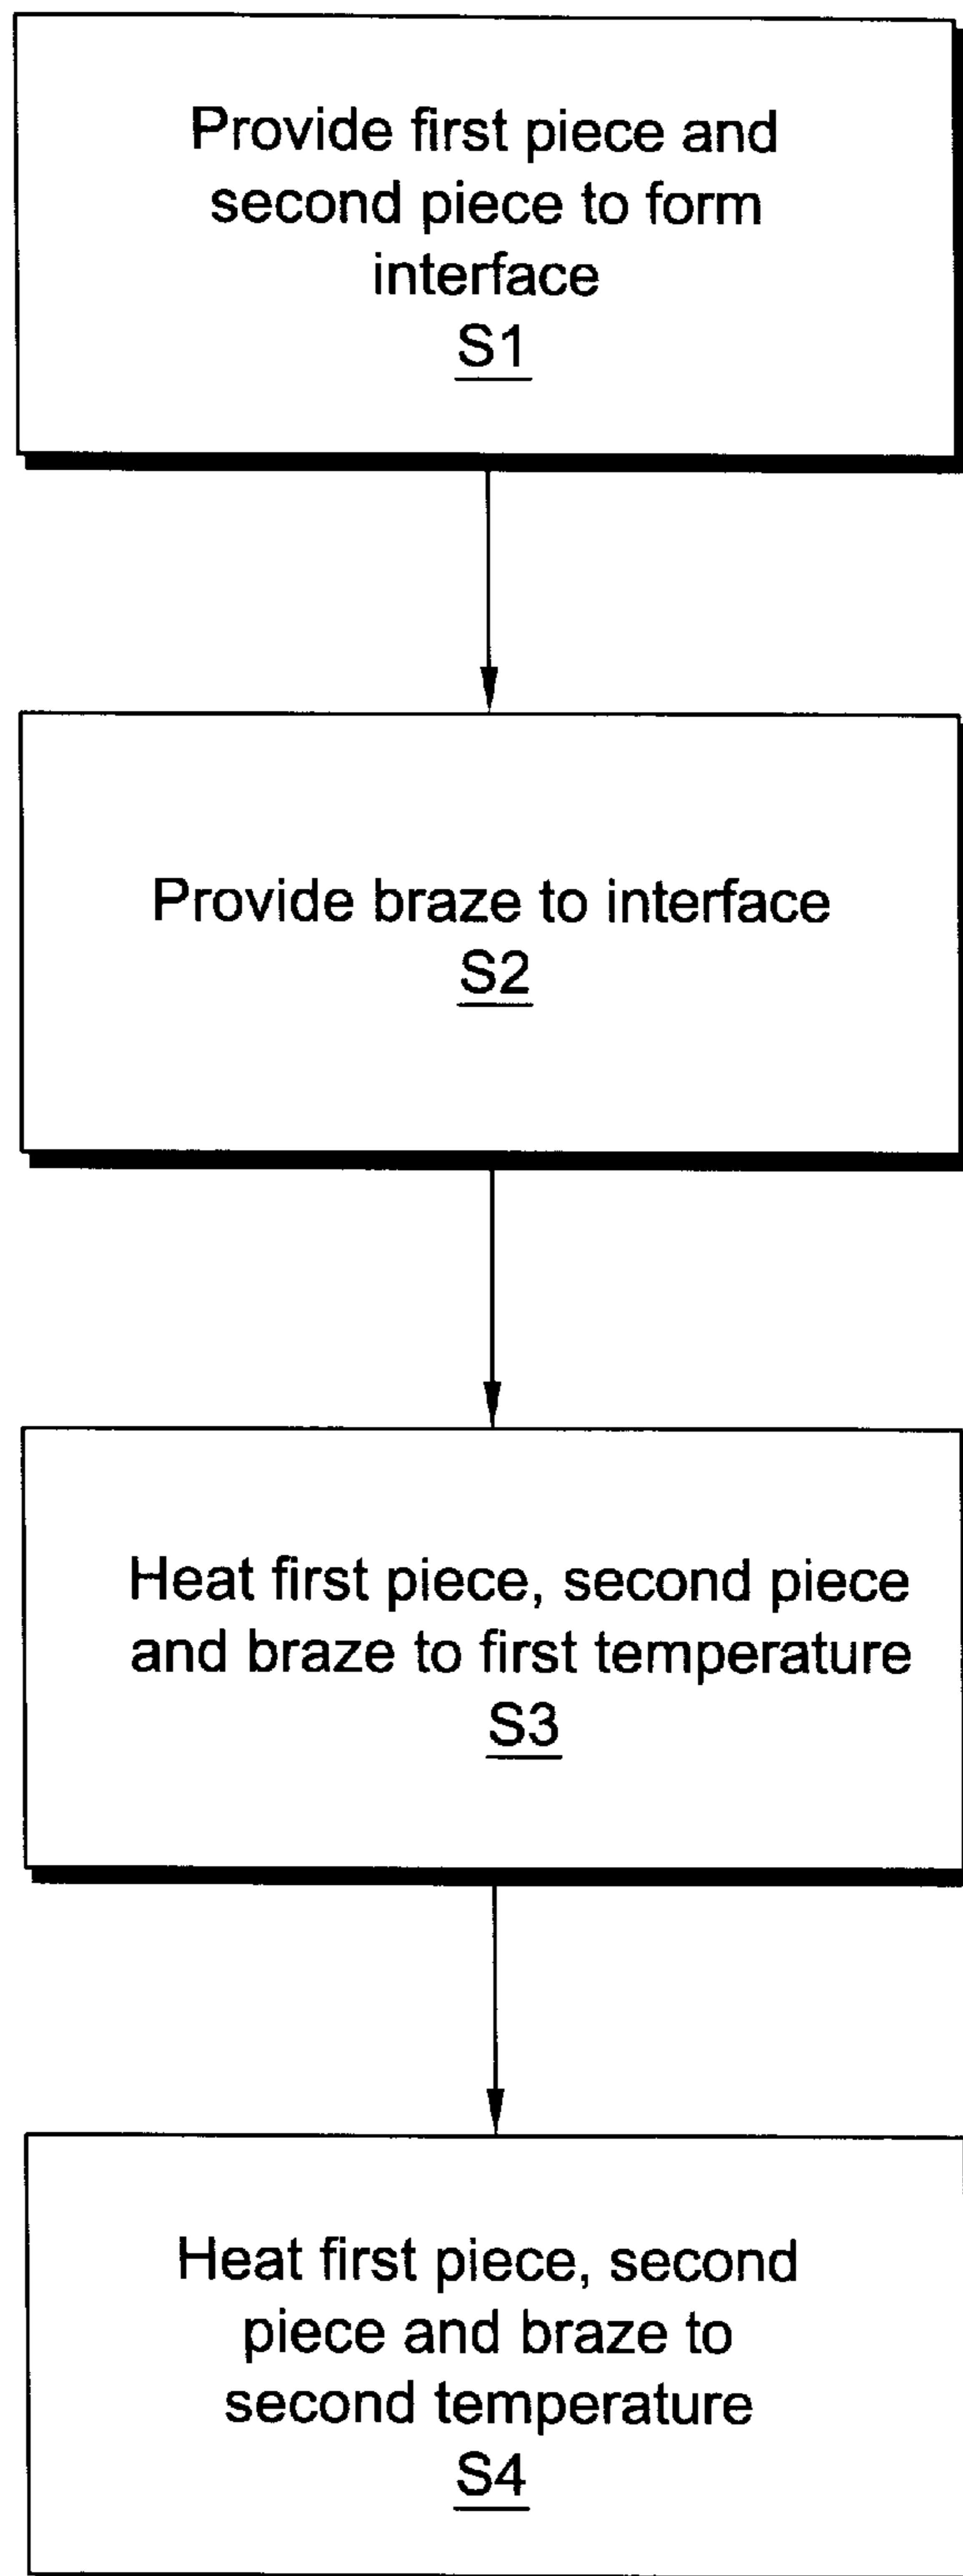 Provide first piece and
second piece to form
interface
S1
Provide braze to interface
S2
Heat first piece, second piece
and braze to first temperature
S3
Heat first piece, second
piece and braze to
second temperature
S4